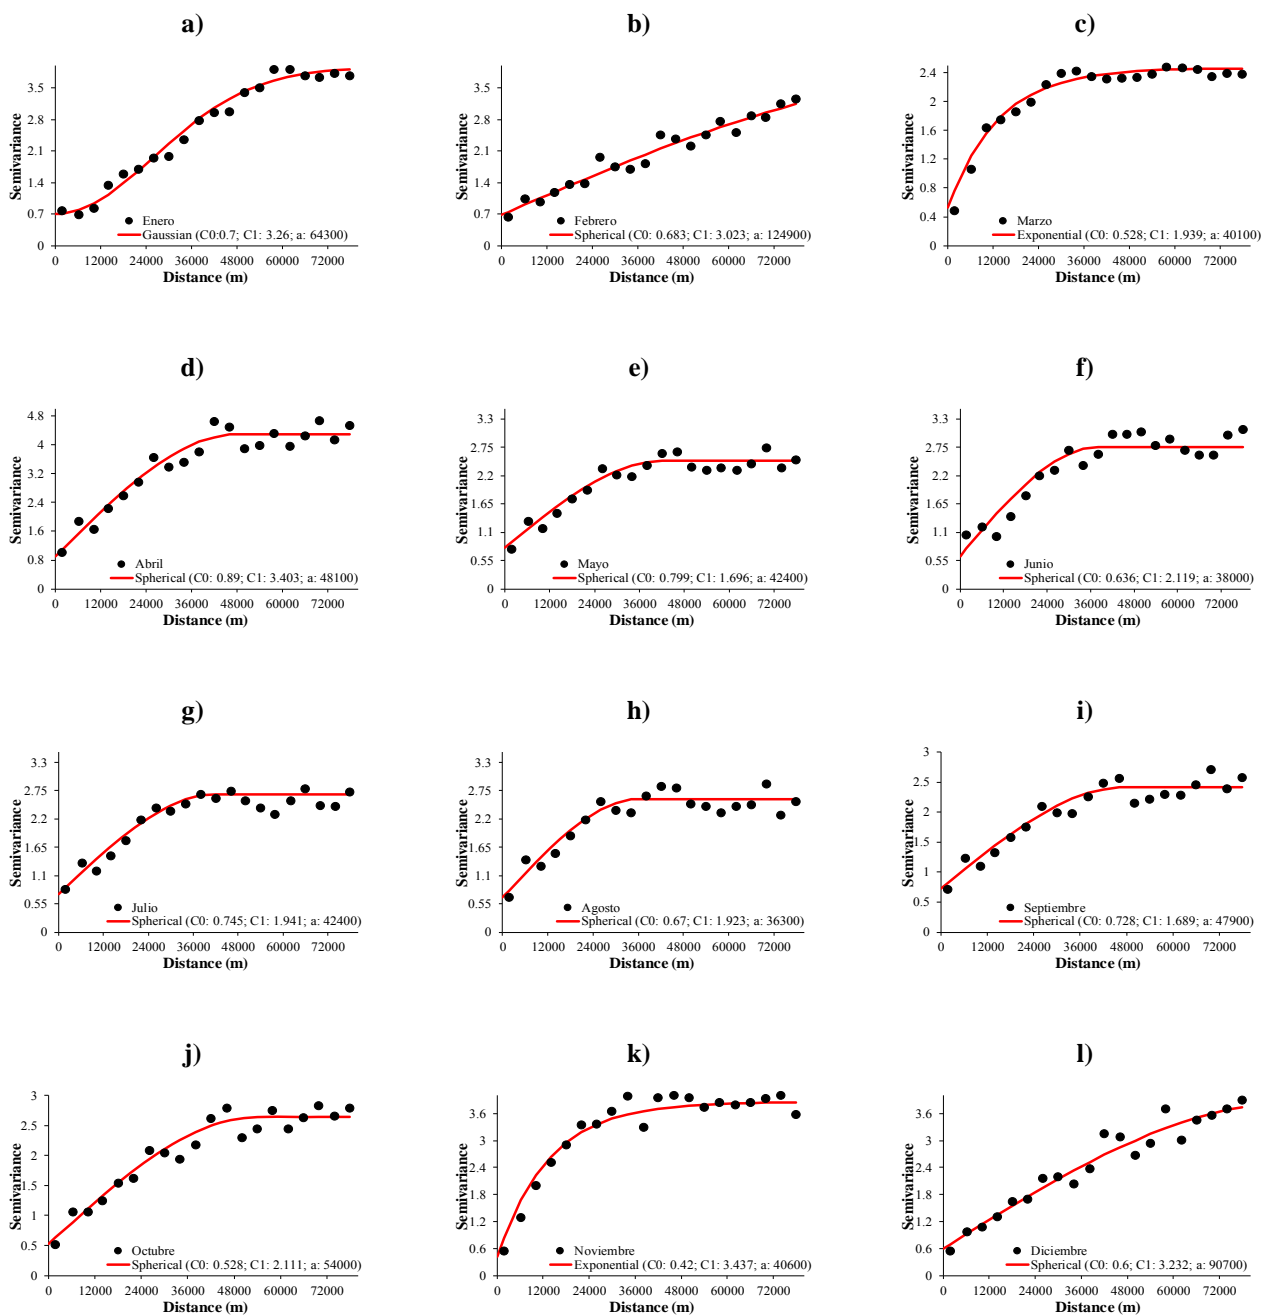 a)
b)
c)
Semivariance
3.5
2.8
2.1
1.4
0.7
0
Enero
Gaussian (C0:0.7; C1: 3.26; a: 64300)
0 12000 24000 36000 48000 60000 72000
Distance (m)
Semivariance
3.5
2.8
2.1
1.4
0.7
0
Febrero
Spherical (C0: 0.683; C1: 3.023; a: 124900)
0 12000 24000 36000 48000 60000 72000
Distance (m)
Semivariance
2.4
2
1.6
1.2
0.8
0.4
0
Marzo
Exponential (C0: 0.528; C1: 1.939; a: 40100)
0 12000 24000 36000 48000 60000 72000
Distance (m)
d)
e)
f)
Semivariance
4.8
4
3.2
2.4
1.6
0.8
0
Abril
Spherical (C0: 0.89; C1: 3.403; a: 48100)
0 12000 24000 36000 48000 60000 72000
Distance (m)
Semivariance
3.3
2.75
2.2
1.65
1.1
0.55
0
Mayo
Spherical (C0: 0.799; C1: 1.696; a: 42400)
0 12000 24000 36000 48000 60000 72000
Distance (m)
Semivariance
3.3
2.75
2.2
1.65
1.1
0.55
0
Junio
Spherical (C0: 0.636; C1: 2.119; a: 38000)
0 12000 24000 36000 48000 60000 72000
Distance (m)
g)
h)
i)
Semivariance
3.3
2.75
2.2
1.65
1.1
0.55
0
Julio
Spherical (C0: 0.745; C1: 1.941; a: 42400)
0 12000 24000 36000 48000 60000 72000
Distance (m)
Semivariance
3.3
2.75
2.2
1.65
1.1
0.55
0
Agosto
Spherical (C0: 0.67; C1: 1.923; a: 36300)
0 12000 24000 36000 48000 60000 72000
Distance (m)
Semivariance
3
2.5
2
1.5
1
0.5
0
Septiembre
Spherical (C0: 0.728; C1: 1.689; a: 47900)
0 12000 24000 36000 48000 60000 72000
Distance (m)
j)
k)
l)
Semivariance
3
2.5
2
1.5
1
0.5
0
Octubre
Spherical (C0: 0.528; C1: 2.111; a: 54000)
0 12000 24000 36000 48000 60000 72000
Distance (m)
Semivariance
3.6
3
2.4
1.8
1.2
0.6
0
Noviembre
Exponential (C0: 0.42; C1: 3.437; a: 40600)
0 12000 24000 36000 48000 60000 72000
Distance (m)
Semivariance
3.6
3
2.4
1.8
1.2
0.6
0
Diciembre
Spherical (C0: 0.6; C1: 3.232; a: 90700)
0 12000 24000 36000 48000 60000 72000
Distance (m)